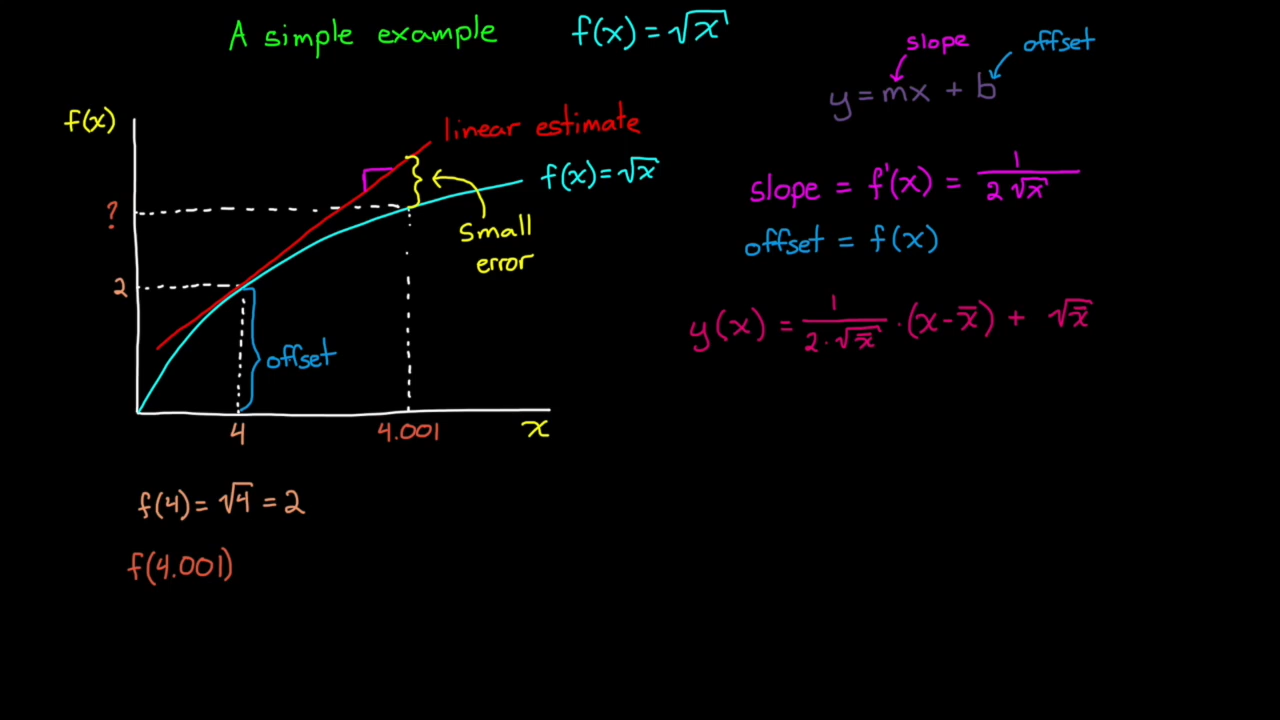 A simple example f(x) = √x
slope
offset
y = mx + b
f(x)
linear estimate
f(x) = √x
slope = f'(x) = 1/(2√x)
?
small
error
offset = f(x)
2
y(x) = 1/(2·√x̄) · (x - x̄) + √x̄
offset
4
4.001
x
f(4) = √4 = 2
f(4.001)